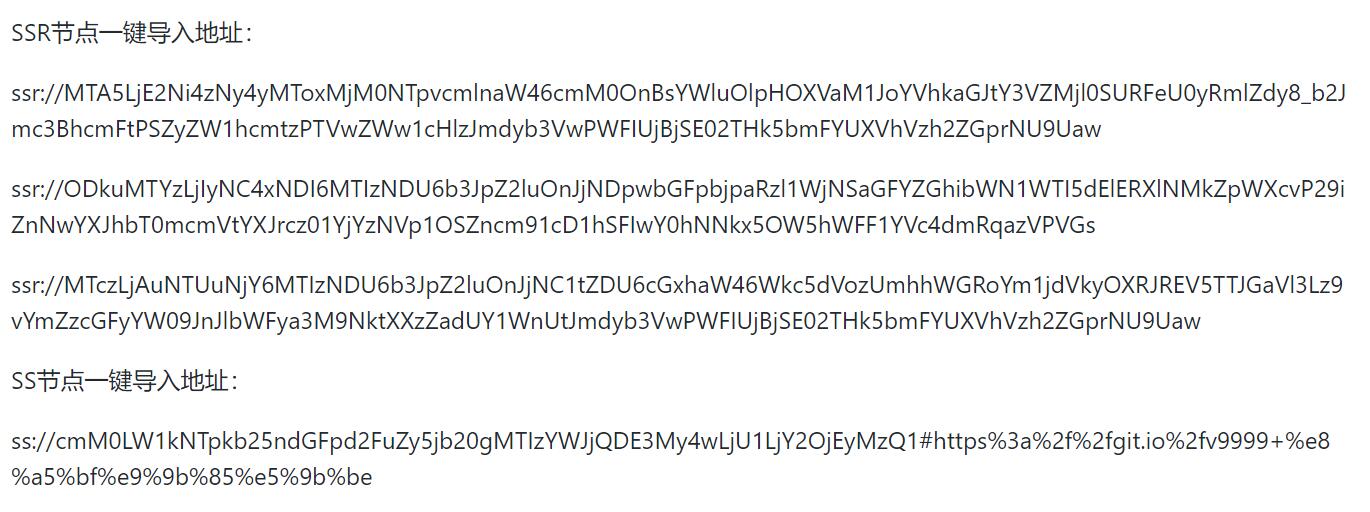 SSR节点一键导入地址：
ssr://MTA5LjE2Ni4zNy4yMToxMjM0NTpvcmlnaW46cmM0OnBsYWluOlpHOXVaM1JoYVhkaGJtY3VZMjl0SURFeU0yRmlZdy8_b2J
mc3BhcmFtPSZyZW1hcmtzPTVwZWw1cHlzJmdyb3VwPWFIUjBjSE02THk5bmFYUXVhVzh2ZGprNU9Uaw
ssr://ODkuMTYzLjIyNC4xNDI6MTIzNDU6b3JpZ2luOnJjNDpwbGFpbjpaRzl1WjNSaGFYZGhibWN1WTI5dElERXlNMkZpWXcvP29i
ZnNwYXJhbT0mcmVtYXJrcz01YjYzNVp1OSZncm91cD1hSFIwY0hNNkx5OW5hWFF1YVc4dmRqazVPVGs
ssr://MTczLjAuNTUuNjY6MTIzNDU6b3JpZ2luOnJjNC1tZDU6cGxhaW46Wkc5dVozUmhhWGRoYm1jdVkyOXRJREV5TTJGaVl3Lz9
vYmZzcGFyYW09JnJlbWFya3M9NktXXzZadUY1WnUtJmdyb3VwPWFIUjBjSE02THk5bmFYUXVhVzh2ZGprNU9Uaw
SS节点一键导入地址：
ss://cmM0LW1kNTpkb25ndGFpd2FuZy5jb20gMTIzYWJjQDE3My4wLjU1LjY2OjEyMzQ1#https%3a%2f%2fgit.io%2fv9999+%e8
%a5%bf%e9%9b%85%e5%9b%be